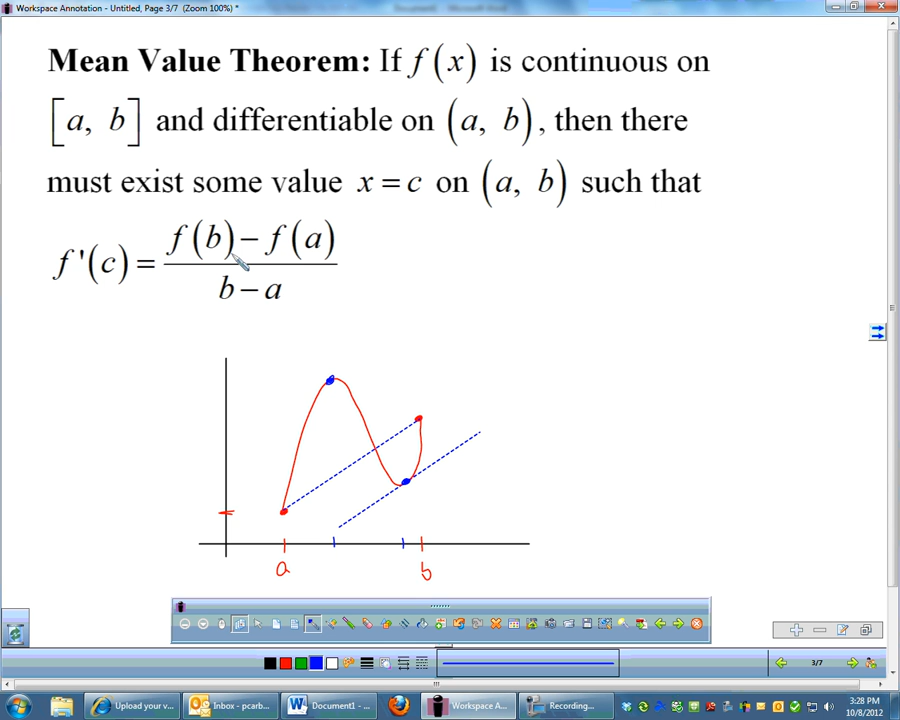 Workspace Annotation - Untitled, Page 3/7 (Zoom 100%) *
Mean Value Theorem: If f(x) is continuous on
[a, b] and differentiable on (a, b), then there
must exist some value x = c on (a, b) such that
f'(c) = \frac{f(b) - f(a)}{b - a}
a b
3/7
Upload your v...
Inbox - pcarb...
Document1 - ...
Workspace A...
Recording...
3:28 PM
10/8/2012